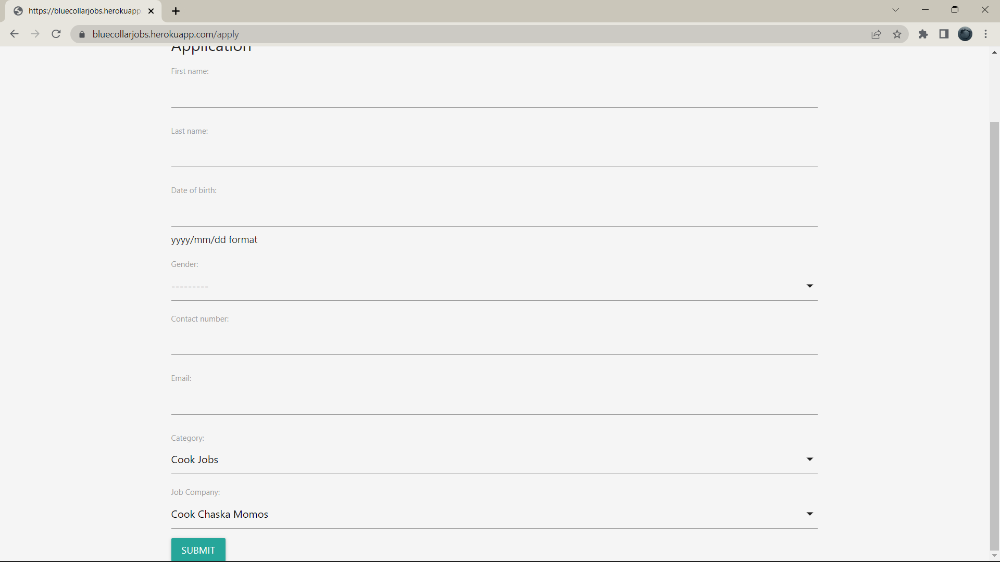 https://bluecollarjobs.herokuapp
bluecollarjobs.herokuapp.com/apply
Application
First name:
Last name:
Date of birth:
yyyy/mm/dd format
Gender:
---------
Contact number:
Email:
Category:
Cook Jobs
Job Company:
Cook Chaska Momos
SUBMIT